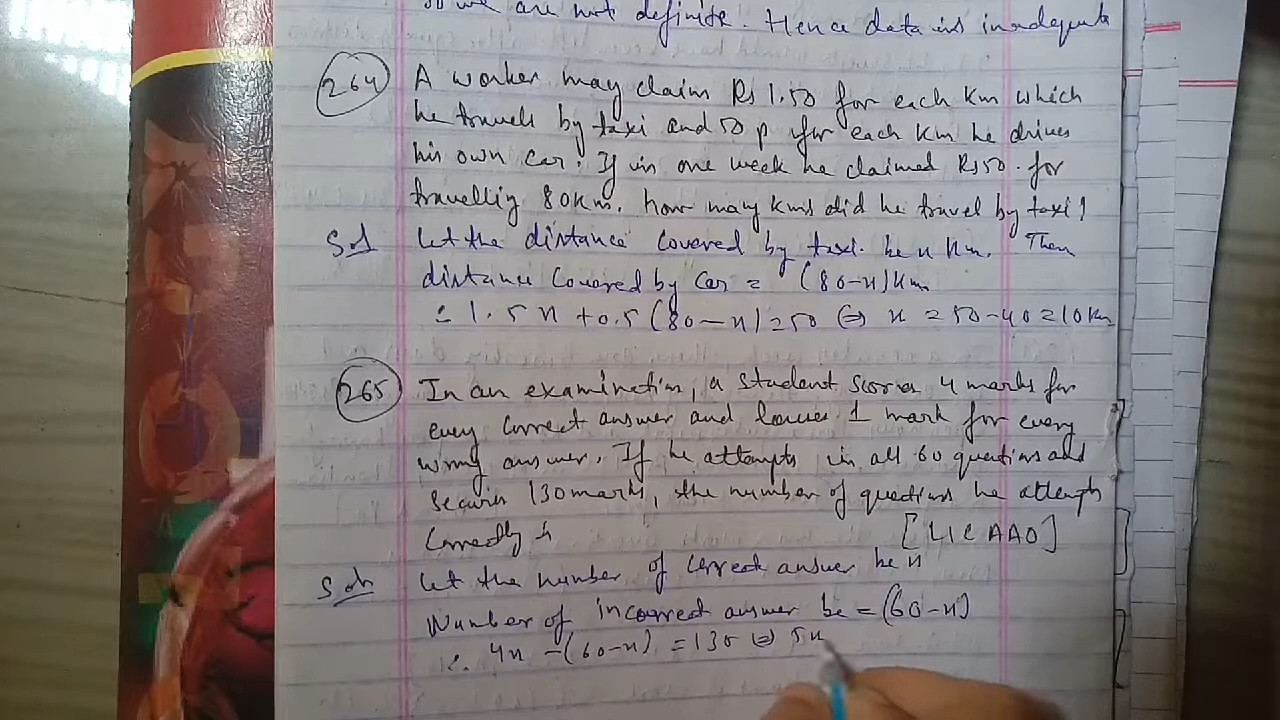 so we are not definite. Hence data is inadequate
264 A worker may claim Rs 1.50 for each Km which
he travels by taxi and 50 p for each Km he drives
his own car. If in one week he claimed Rs 50. for
travelling 80 Km. how many Kms did he travel by taxi?
Sol Let the distance covered by taxi. be x Km. Then
distance covered by Car = (80-x) Km
∴ 1.5x + 0.5 (80-x) = 50 ⇒ x = 50-40 = 10 Km
265 In an examination, a student scores 4 marks for
every correct answer and loses 1 mark for every
wrong answer. If he attempts in all 60 questions and
secures 130 marks, the number of questions he attempts
correctly is [LIC AAO]
Soln Let the number of correct answer be x
Number of incorrect answer be = (60-x)
∴ 4x - (60-x) = 130 ⇒ 5x